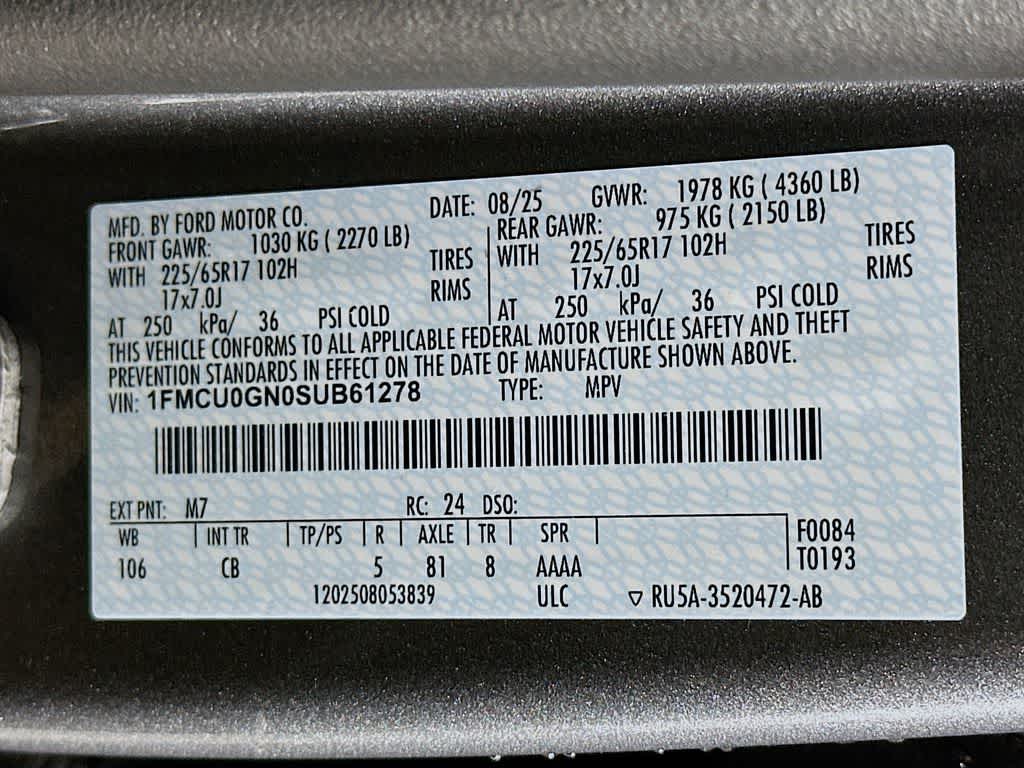 MFD. BY FORD MOTOR CO. DATE: 08/25 GVWR: 1978 KG ( 4360 LB)
FRONT GAWR: 1030 KG ( 2270 LB) REAR GAWR: 975 KG ( 2150 LB)
WITH 225/65R17 102H TIRES WITH 225/65R17 102H TIRES
17x7.0J RIMS 17x7.0J RIMS
AT 250 kPa/ 36 PSI COLD AT 250 kPa/ 36 PSI COLD
THIS VEHICLE CONFORMS TO ALL APPLICABLE FEDERAL MOTOR VEHICLE SAFETY AND THEFT
PREVENTION STANDARDS IN EFFECT ON THE DATE OF MANUFACTURE SHOWN ABOVE.
VIN: 1FMCU0GN0SUB61278 TYPE: MPV
EXT PNT: M7 RC: 24 DSO:
WB INT TR TP/PS R AXLE TR SPR F0084
106 CB 5 81 8 AAAA T0193
1202508053839 ULC ▽ RU5A-3520472-AB